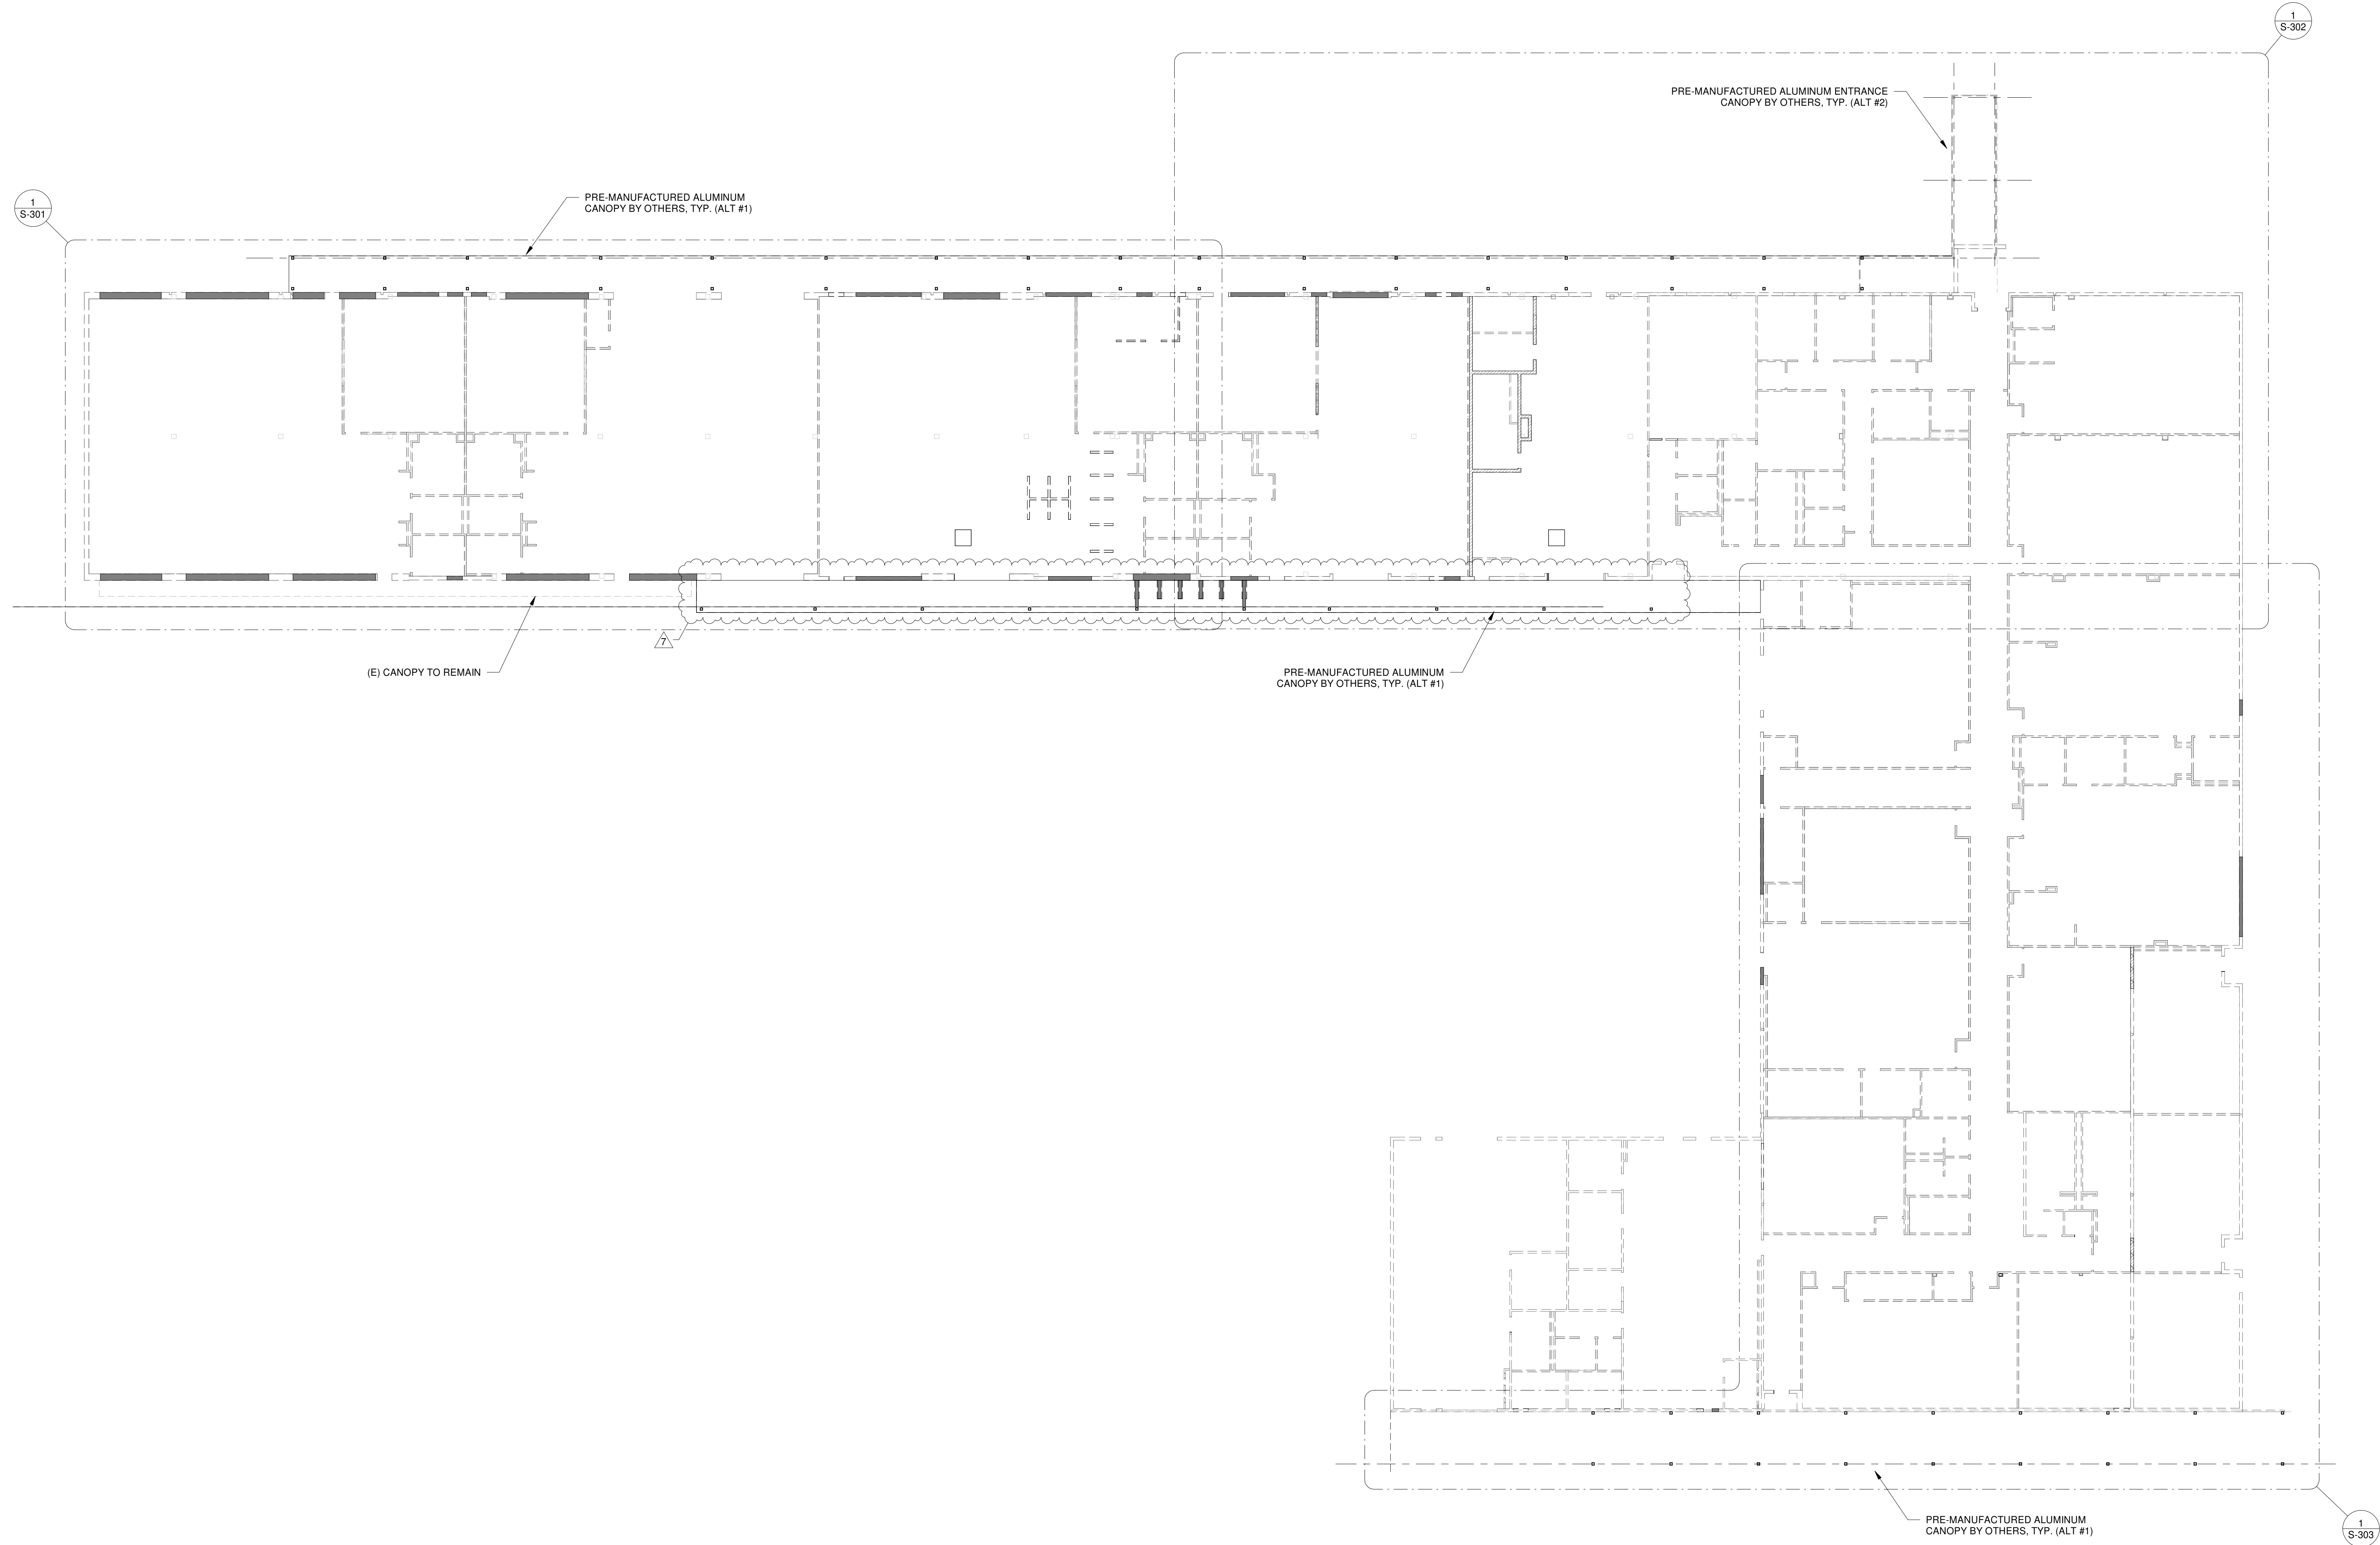 1
S-302
PRE-MANUFACTURED ALUMINUM ENTRANCE
CANOPY BY OTHERS, TYP. (ALT #2)
1
S-301
PRE-MANUFACTURED ALUMINUM
CANOPY BY OTHERS, TYP. (ALT #1)
7
(E) CANOPY TO REMAIN
PRE-MANUFACTURED ALUMINUM
CANOPY BY OTHERS, TYP. (ALT #1)
PRE-MANUFACTURED ALUMINUM
CANOPY BY OTHERS, TYP. (ALT #1)
1
S-303